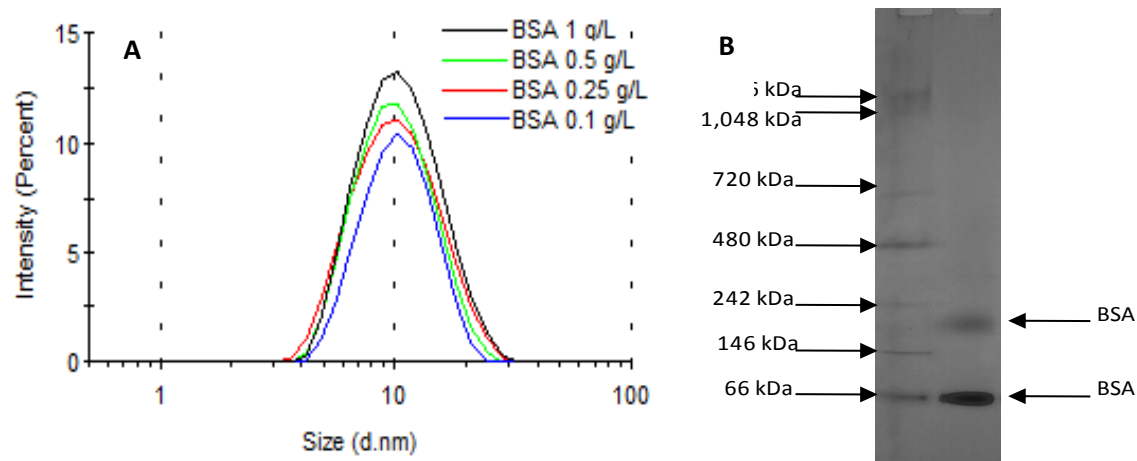 A
15
10
5
0
Intensity (Percent)
BSA 1 g/L
BSA 0.5 g/L
BSA 0.25 g/L
BSA 0.1 g/L
1
10
100
Size (d.nm)
B
kDa
1,048 kDa
720 kDa
480 kDa
242 kDa
146 kDa
66 kDa
BSA
BSA